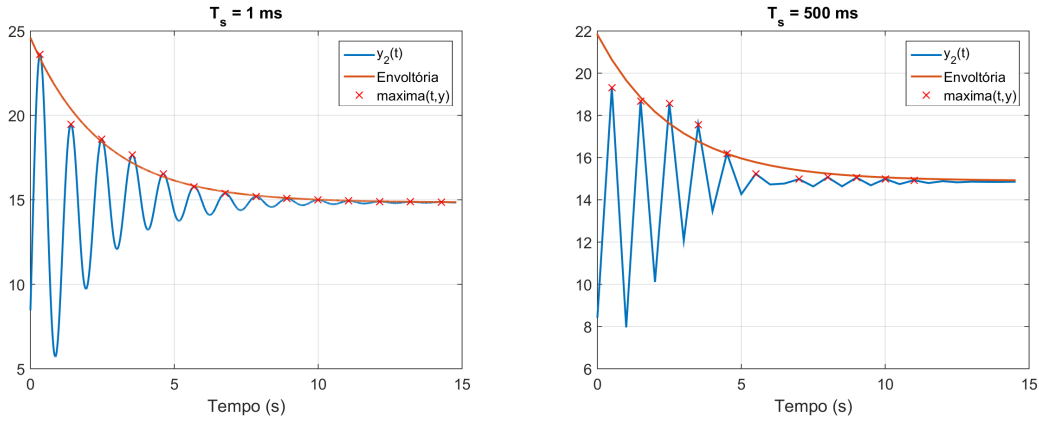 T_s = 1 ms
25
20
15
10
5
0
5
10
15
Tempo (s)
y_2(t)
Envoltória
maxima(t,y)
T_s = 500 ms
22
20
18
16
14
12
10
8
6
0
5
10
15
Tempo (s)
y_2(t)
Envoltória
maxima(t,y)